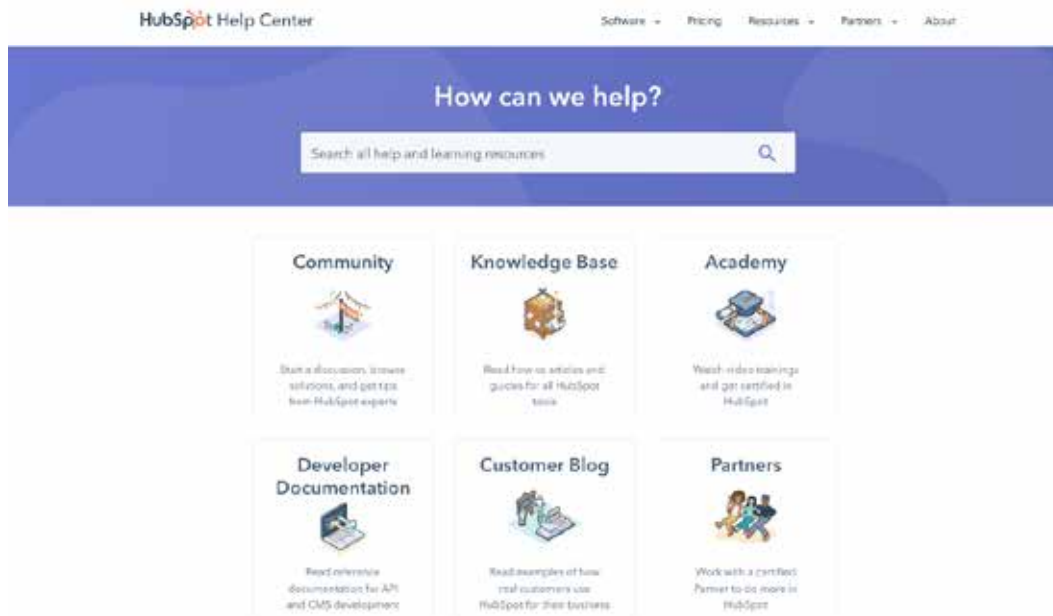 HubSpot Help Center
Software Pricing Resources Partners About
How can we help?
Search all help and learning resources
Community
Knowledge Base
Academy
Start a discussion, browse
solutions, and get tips
from HubSpot experts
Read how-to articles and
guides for all HubSpot
tools
Watch video trainings
and get certified in
HubSpot
Developer
Documentation
Customer Blog
Partners
Read reference
documentation for API
and CMS development
Read examples of how
real customers use
HubSpot for their business
Work with a certified
Partner to do more in
HubSpot